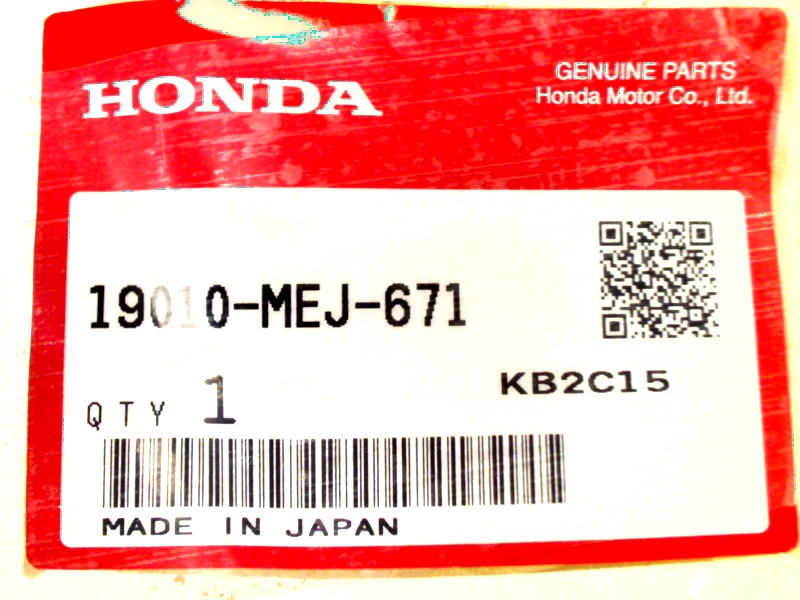 HONDA
GENUINE PARTS
Honda Motor Co., Ltd.
19010-MEJ-671
KB2C15
QTY 1
MADE IN JAPAN